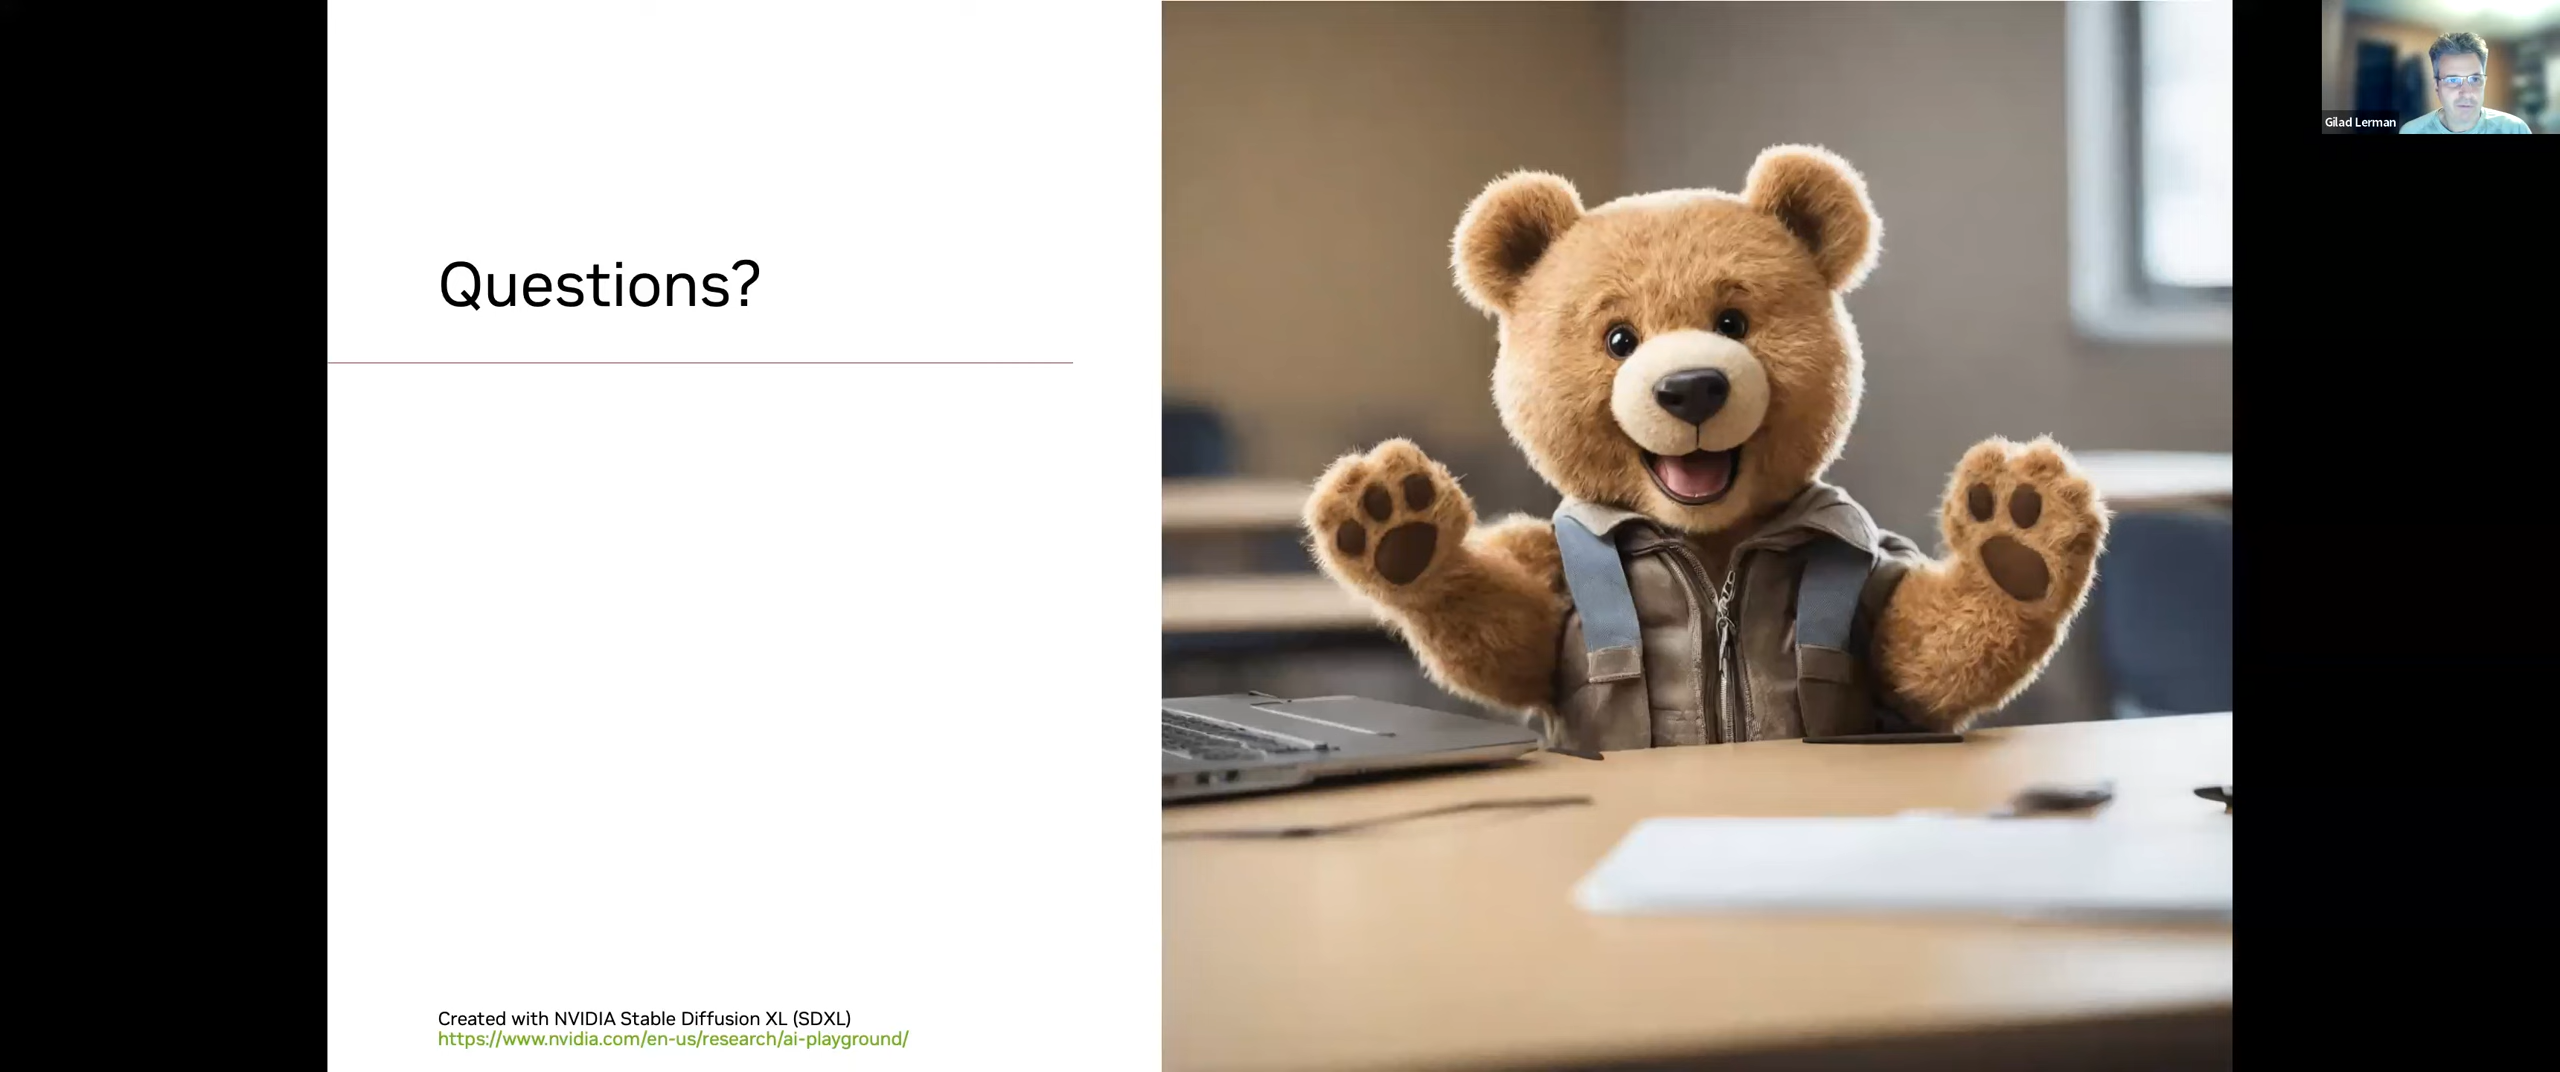 Questions?
Created with NVIDIA Stable Diffusion XL (SDXL)
https://www.nvidia.com/en-us/research/ai-playground/
Gilad Lerman